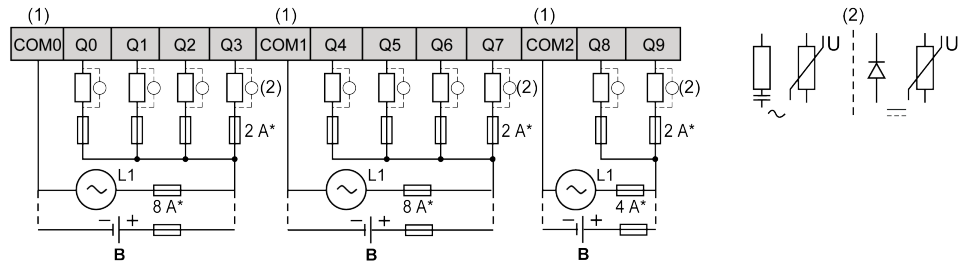 (1) (1) (1) (2)
COM0 Q0 Q1 Q2 Q3 COM1 Q4 Q5 Q6 Q7 COM2 Q8 Q9
U U
(2) (2) (2)
2 A* 2 A* 2 A*
L1 L1 L1
8 A* 8 A* 4 A*
− + − + − +
B B B